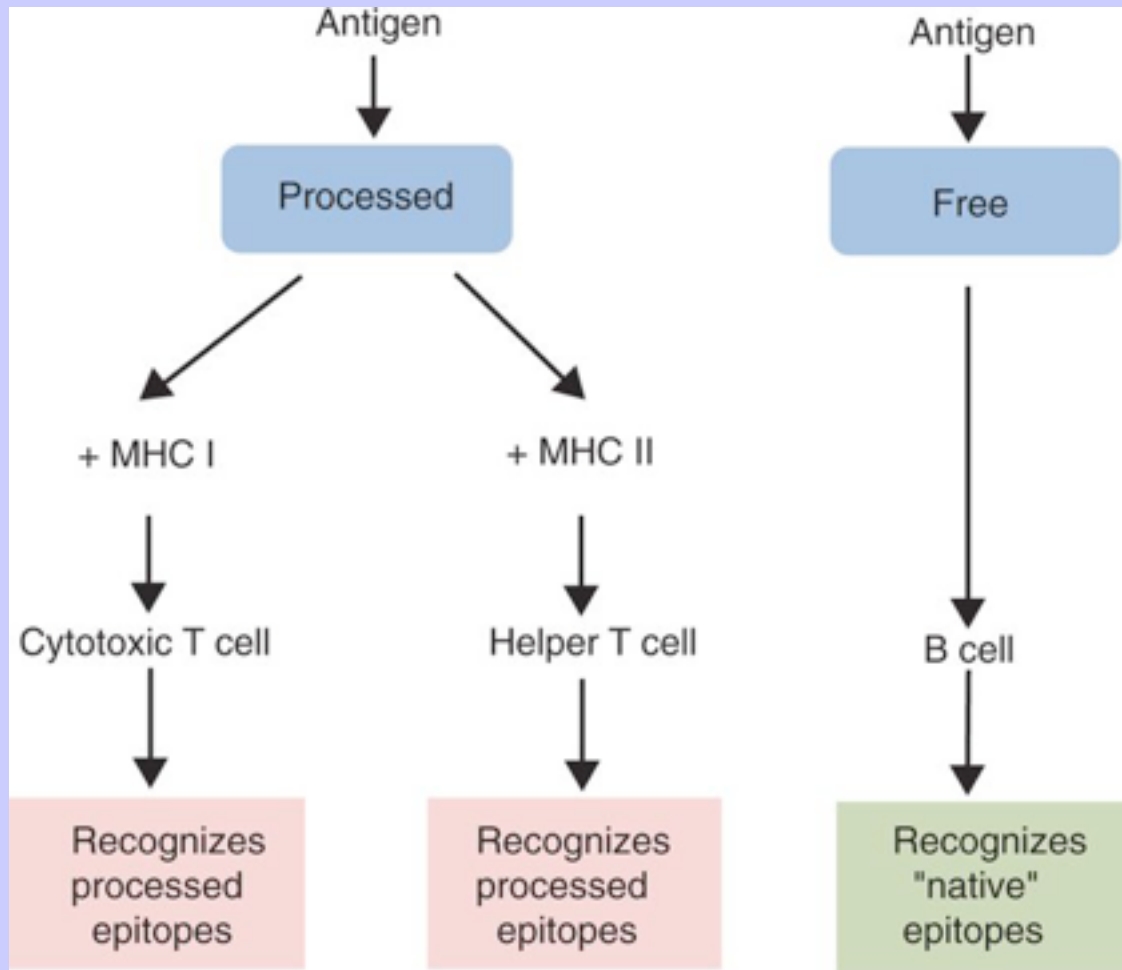 Antigen
Processed
+ MHC I
+ MHC II
Cytotoxic T cell
Helper T cell
Recognizes
processed
epitopes
Recognizes
processed
epitopes
Antigen
Free
B cell
Recognizes
"native"
epitopes